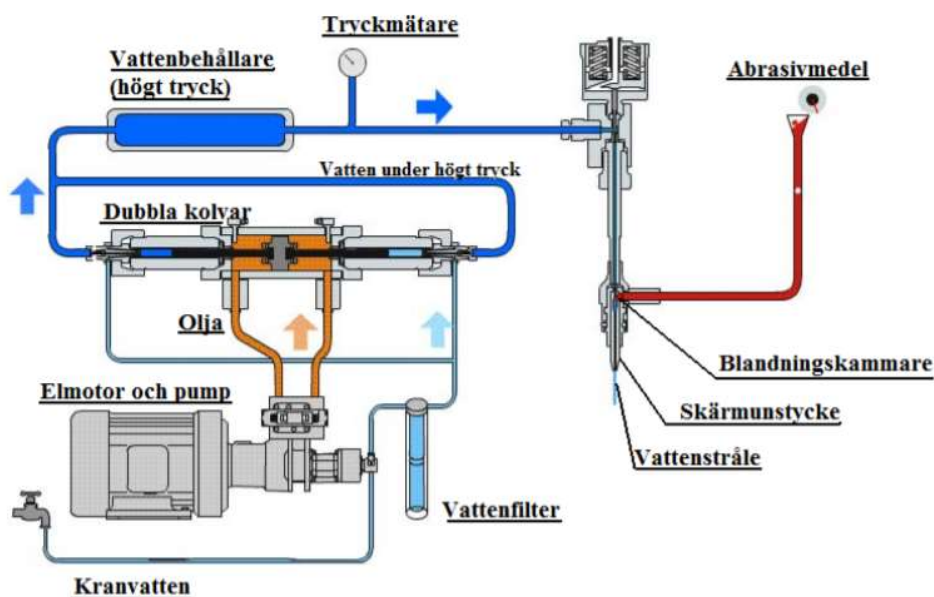 Tryckmätare
Vattenbehållare
(högt tryck)
Abrasivmedel
Vatten under högt tryck
Dubbla kolvar
Olja
Blandningskammare
Elmotor och pump
Skärmunstycke
Vattenstråle
Vattenfilter
Kranvatten